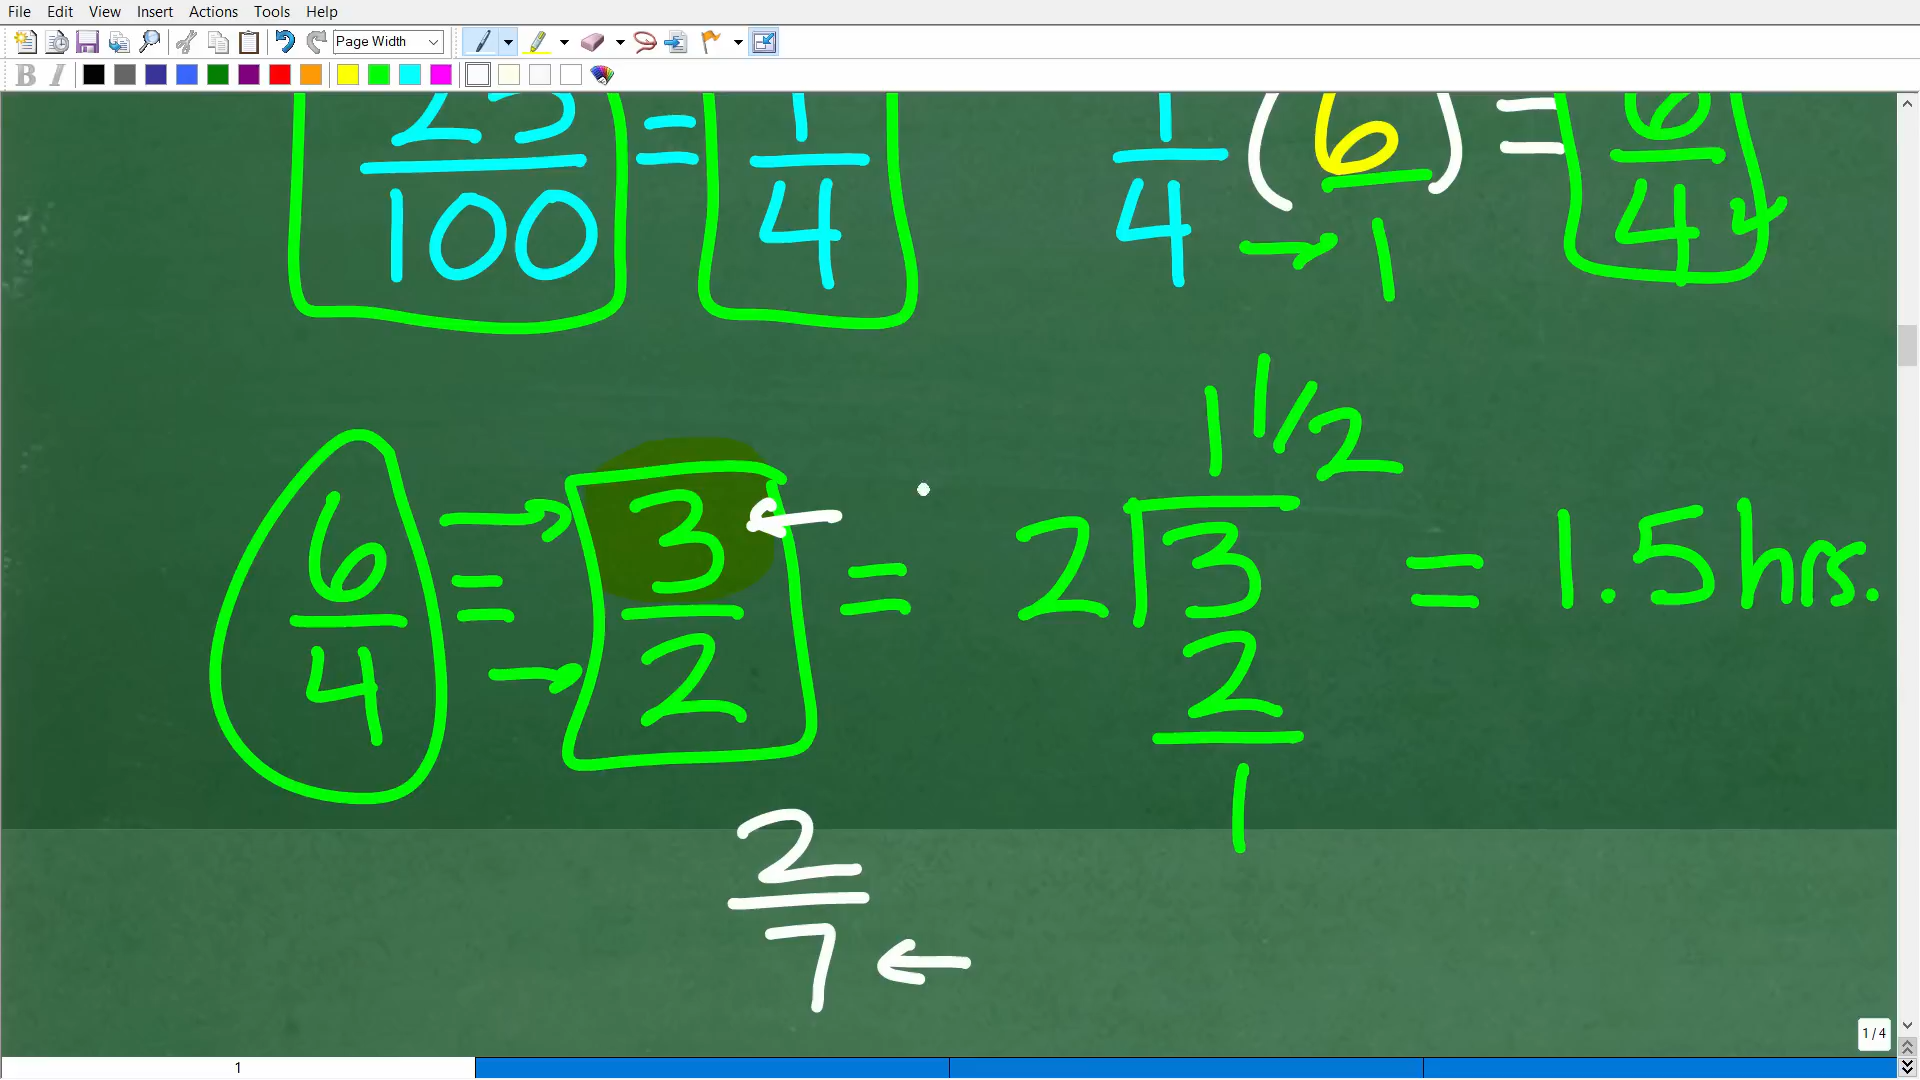 File Edit View Insert Actions Tools Help
Page Width
B I
25/100 = 1/4
1/4 (6/1) = 6/4
6/4 = 3/2 = 2)3 = 1.5 hrs.
1 1/2
2
1
2/7
1 / 4
1